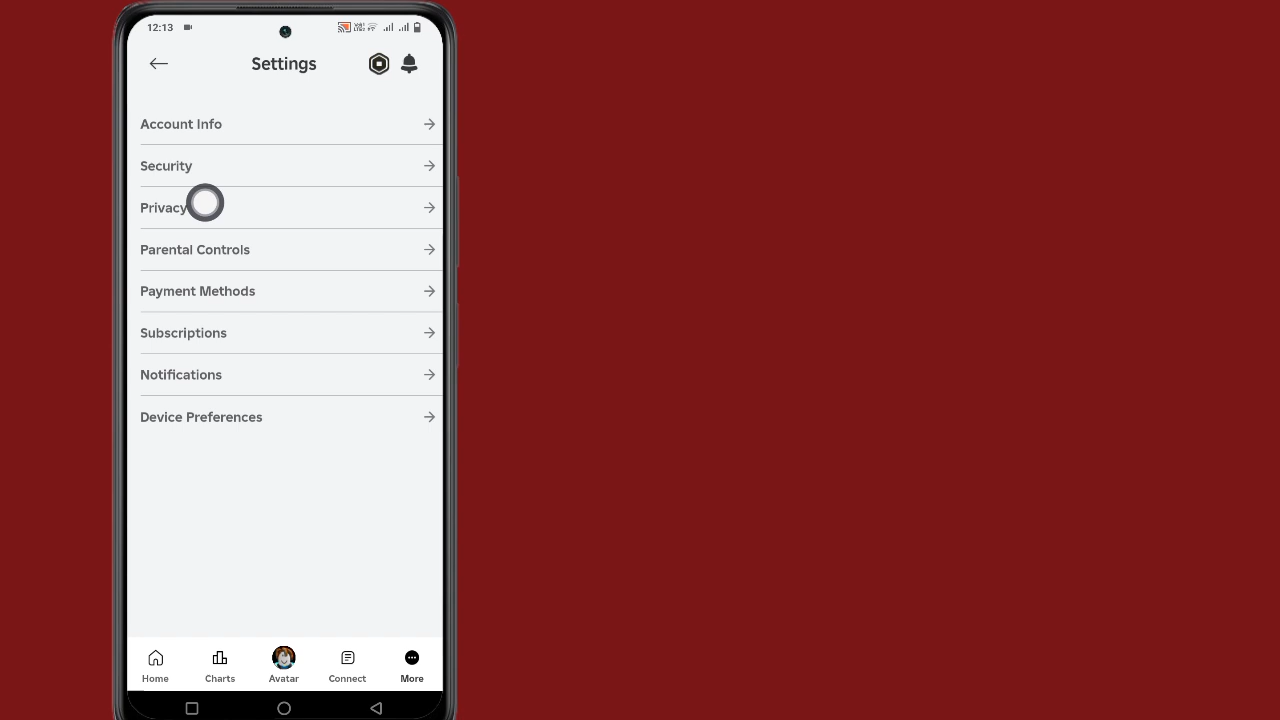 12:13
Settings
Account Info
Security
Privacy
Parental Controls
Payment Methods
Subscriptions
Notifications
Device Preferences
Home
Charts
Avatar
Connect
More